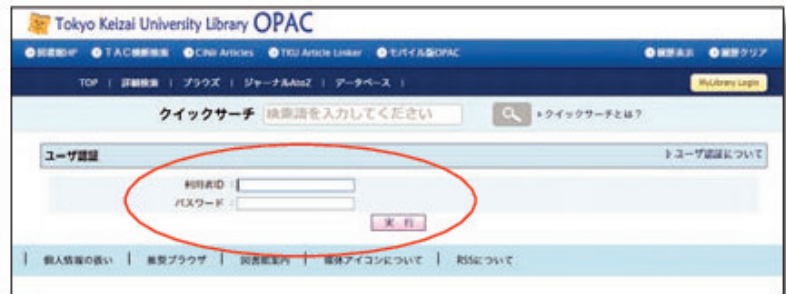 Tokyo Keizai University Library OPAC
図書館HP TAC横断検索 CiNii Articles TKU Article Linker モバイル版OPAC 履歴表示 履歴クリア
TOP | 詳細検索 | ブラウズ | ジャーナルAtoZ | データベース | MyLibrary Login
クイックサーチ 検索語を入力してください クイックサーチとは?
ユーザ認証 ユーザ認証について
利用者ID :
パスワード :
実行
| 個人情報の扱い | 推奨ブラウザ | 図書館案内 | 媒体アイコンについて | RSSについて